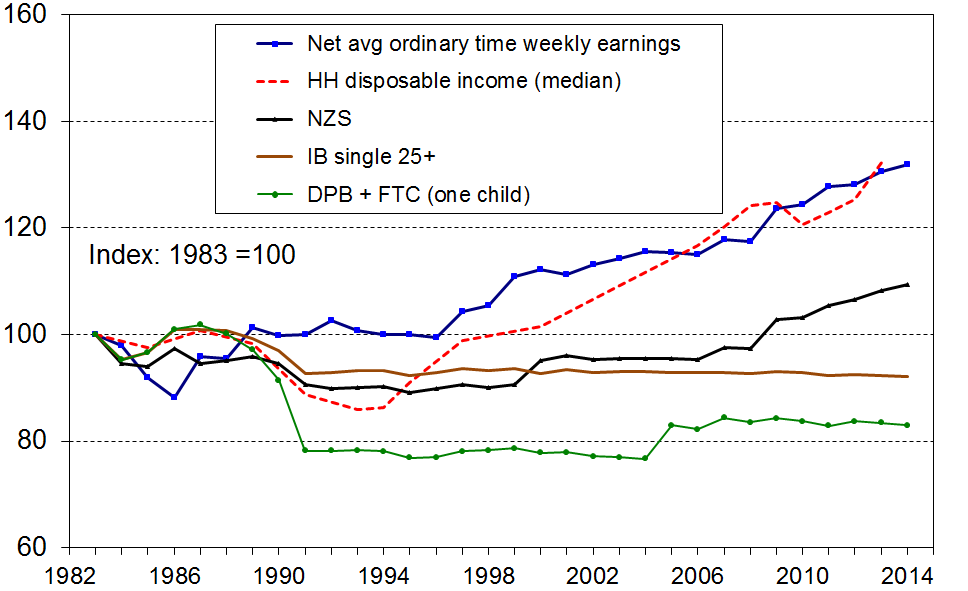 160
140
120
100
80
60
Net avg ordinary time weekly earnings
HH disposable income (median)
NZS
IB single 25+
DPB + FTC (one child)
Index: 1983 =100
1982 1986 1990 1994 1998 2002 2006 2010 2014